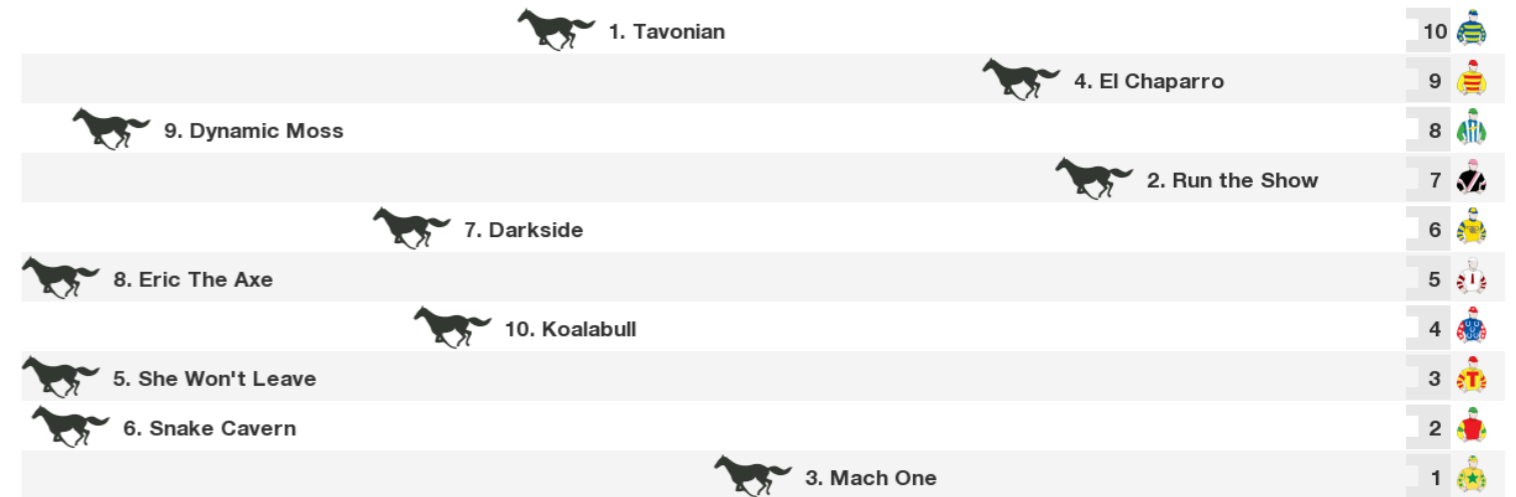 1. Tavonian 10
4. El Chaparro 9
9. Dynamic Moss 8
2. Run the Show 7
7. Darkside 6
8. Eric The Axe 5
10. Koalabull 4
5. She Won't Leave 3
T
6. Snake Cavern 2
3. Mach One 1